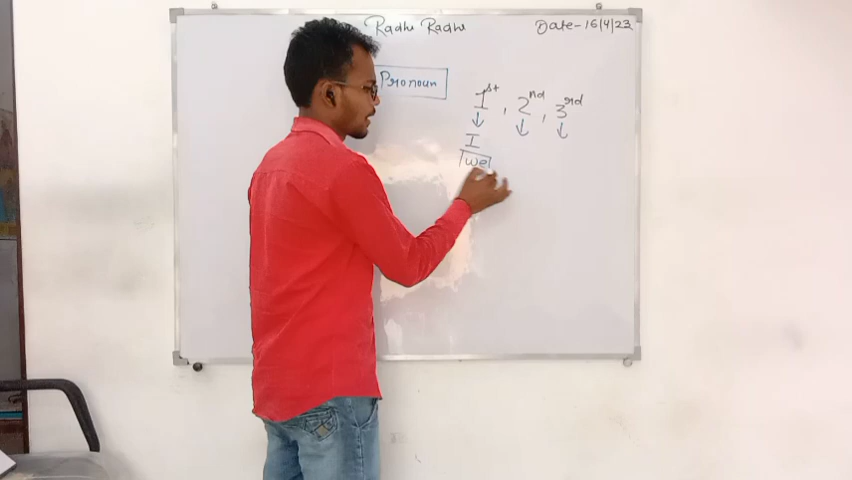 Radhe Radhe
Date-16/4/23
Pronoun
1st, 2nd, 3rd
↓ ↓ ↓
I
we